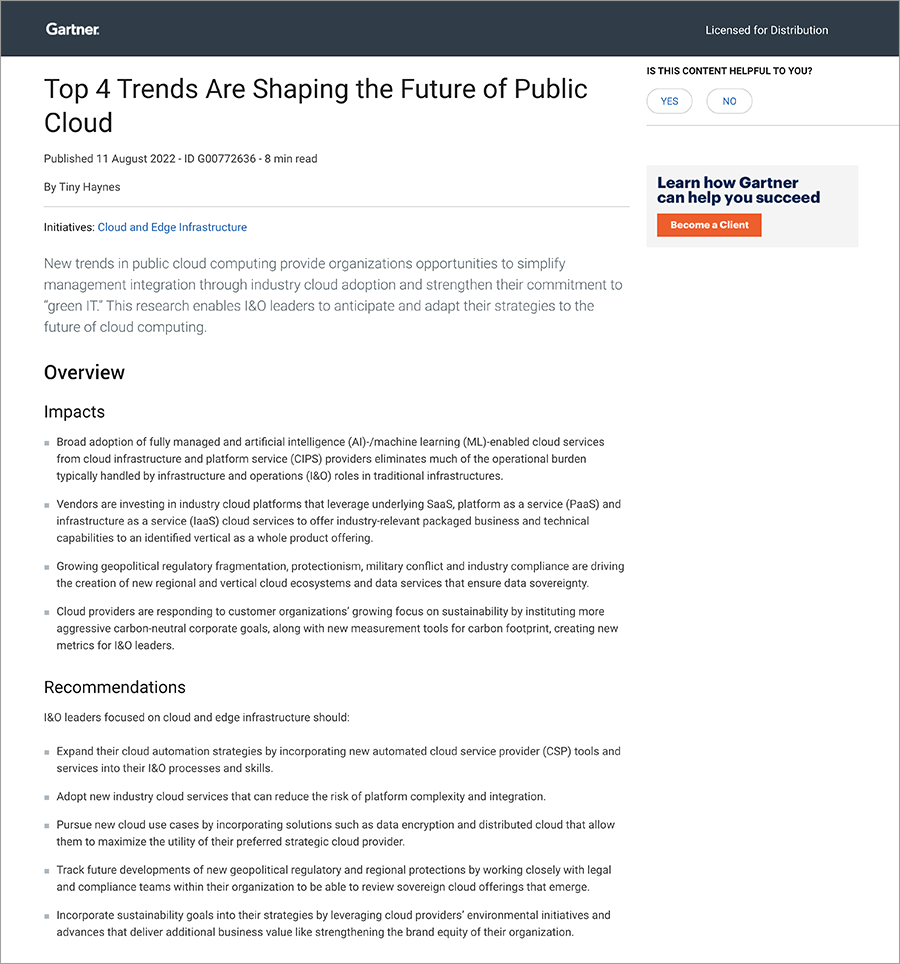 Gartner.
Licensed for Distribution
Top 4 Trends Are Shaping the Future of Public
Cloud
Published 11 August 2022 - ID G00772636 - 8 min read
By Tiny Haynes
Initiatives: Cloud and Edge Infrastructure
New trends in public cloud computing provide organizations opportunities to simplify
management integration through industry cloud adoption and strengthen their commitment to
“green IT.” This research enables I&O leaders to anticipate and adapt their strategies to the
future of cloud computing.
Overview
Impacts
Broad adoption of fully managed and artificial intelligence (AI)-/machine learning (ML)-enabled cloud services
from cloud infrastructure and platform service (CIPS) providers eliminates much of the operational burden
typically handled by infrastructure and operations (I&O) roles in traditional infrastructures.
Vendors are investing in industry cloud platforms that leverage underlying SaaS, platform as a service (PaaS) and
infrastructure as a service (IaaS) cloud services to offer industry-relevant packaged business and technical
capabilities to an identified vertical as a whole product offering.
Growing geopolitical regulatory fragmentation, protectionism, military conflict and industry compliance are driving
the creation of new regional and vertical cloud ecosystems and data services that ensure data sovereignty.
Cloud providers are responding to customer organizations’ growing focus on sustainability by instituting more
aggressive carbon-neutral corporate goals, along with new measurement tools for carbon footprint, creating new
metrics for I&O leaders.
Recommendations
I&O leaders focused on cloud and edge infrastructure should:
Expand their cloud automation strategies by incorporating new automated cloud service provider (CSP) tools and
services into their I&O processes and skills.
Adopt new industry cloud services that can reduce the risk of platform complexity and integration.
Pursue new cloud use cases by incorporating solutions such as data encryption and distributed cloud that allow
them to maximize the utility of their preferred strategic cloud provider.
Track future developments of new geopolitical regulatory and regional protections by working closely with legal
and compliance teams within their organization to be able to review sovereign cloud offerings that emerge.
Incorporate sustainability goals into their strategies by leveraging cloud providers’ environmental initiatives and
advances that deliver additional business value like strengthening the brand equity of their organization.
IS THIS CONTENT HELPFUL TO YOU?
YES NO
Learn how Gartner
can help you succeed
Become a Client